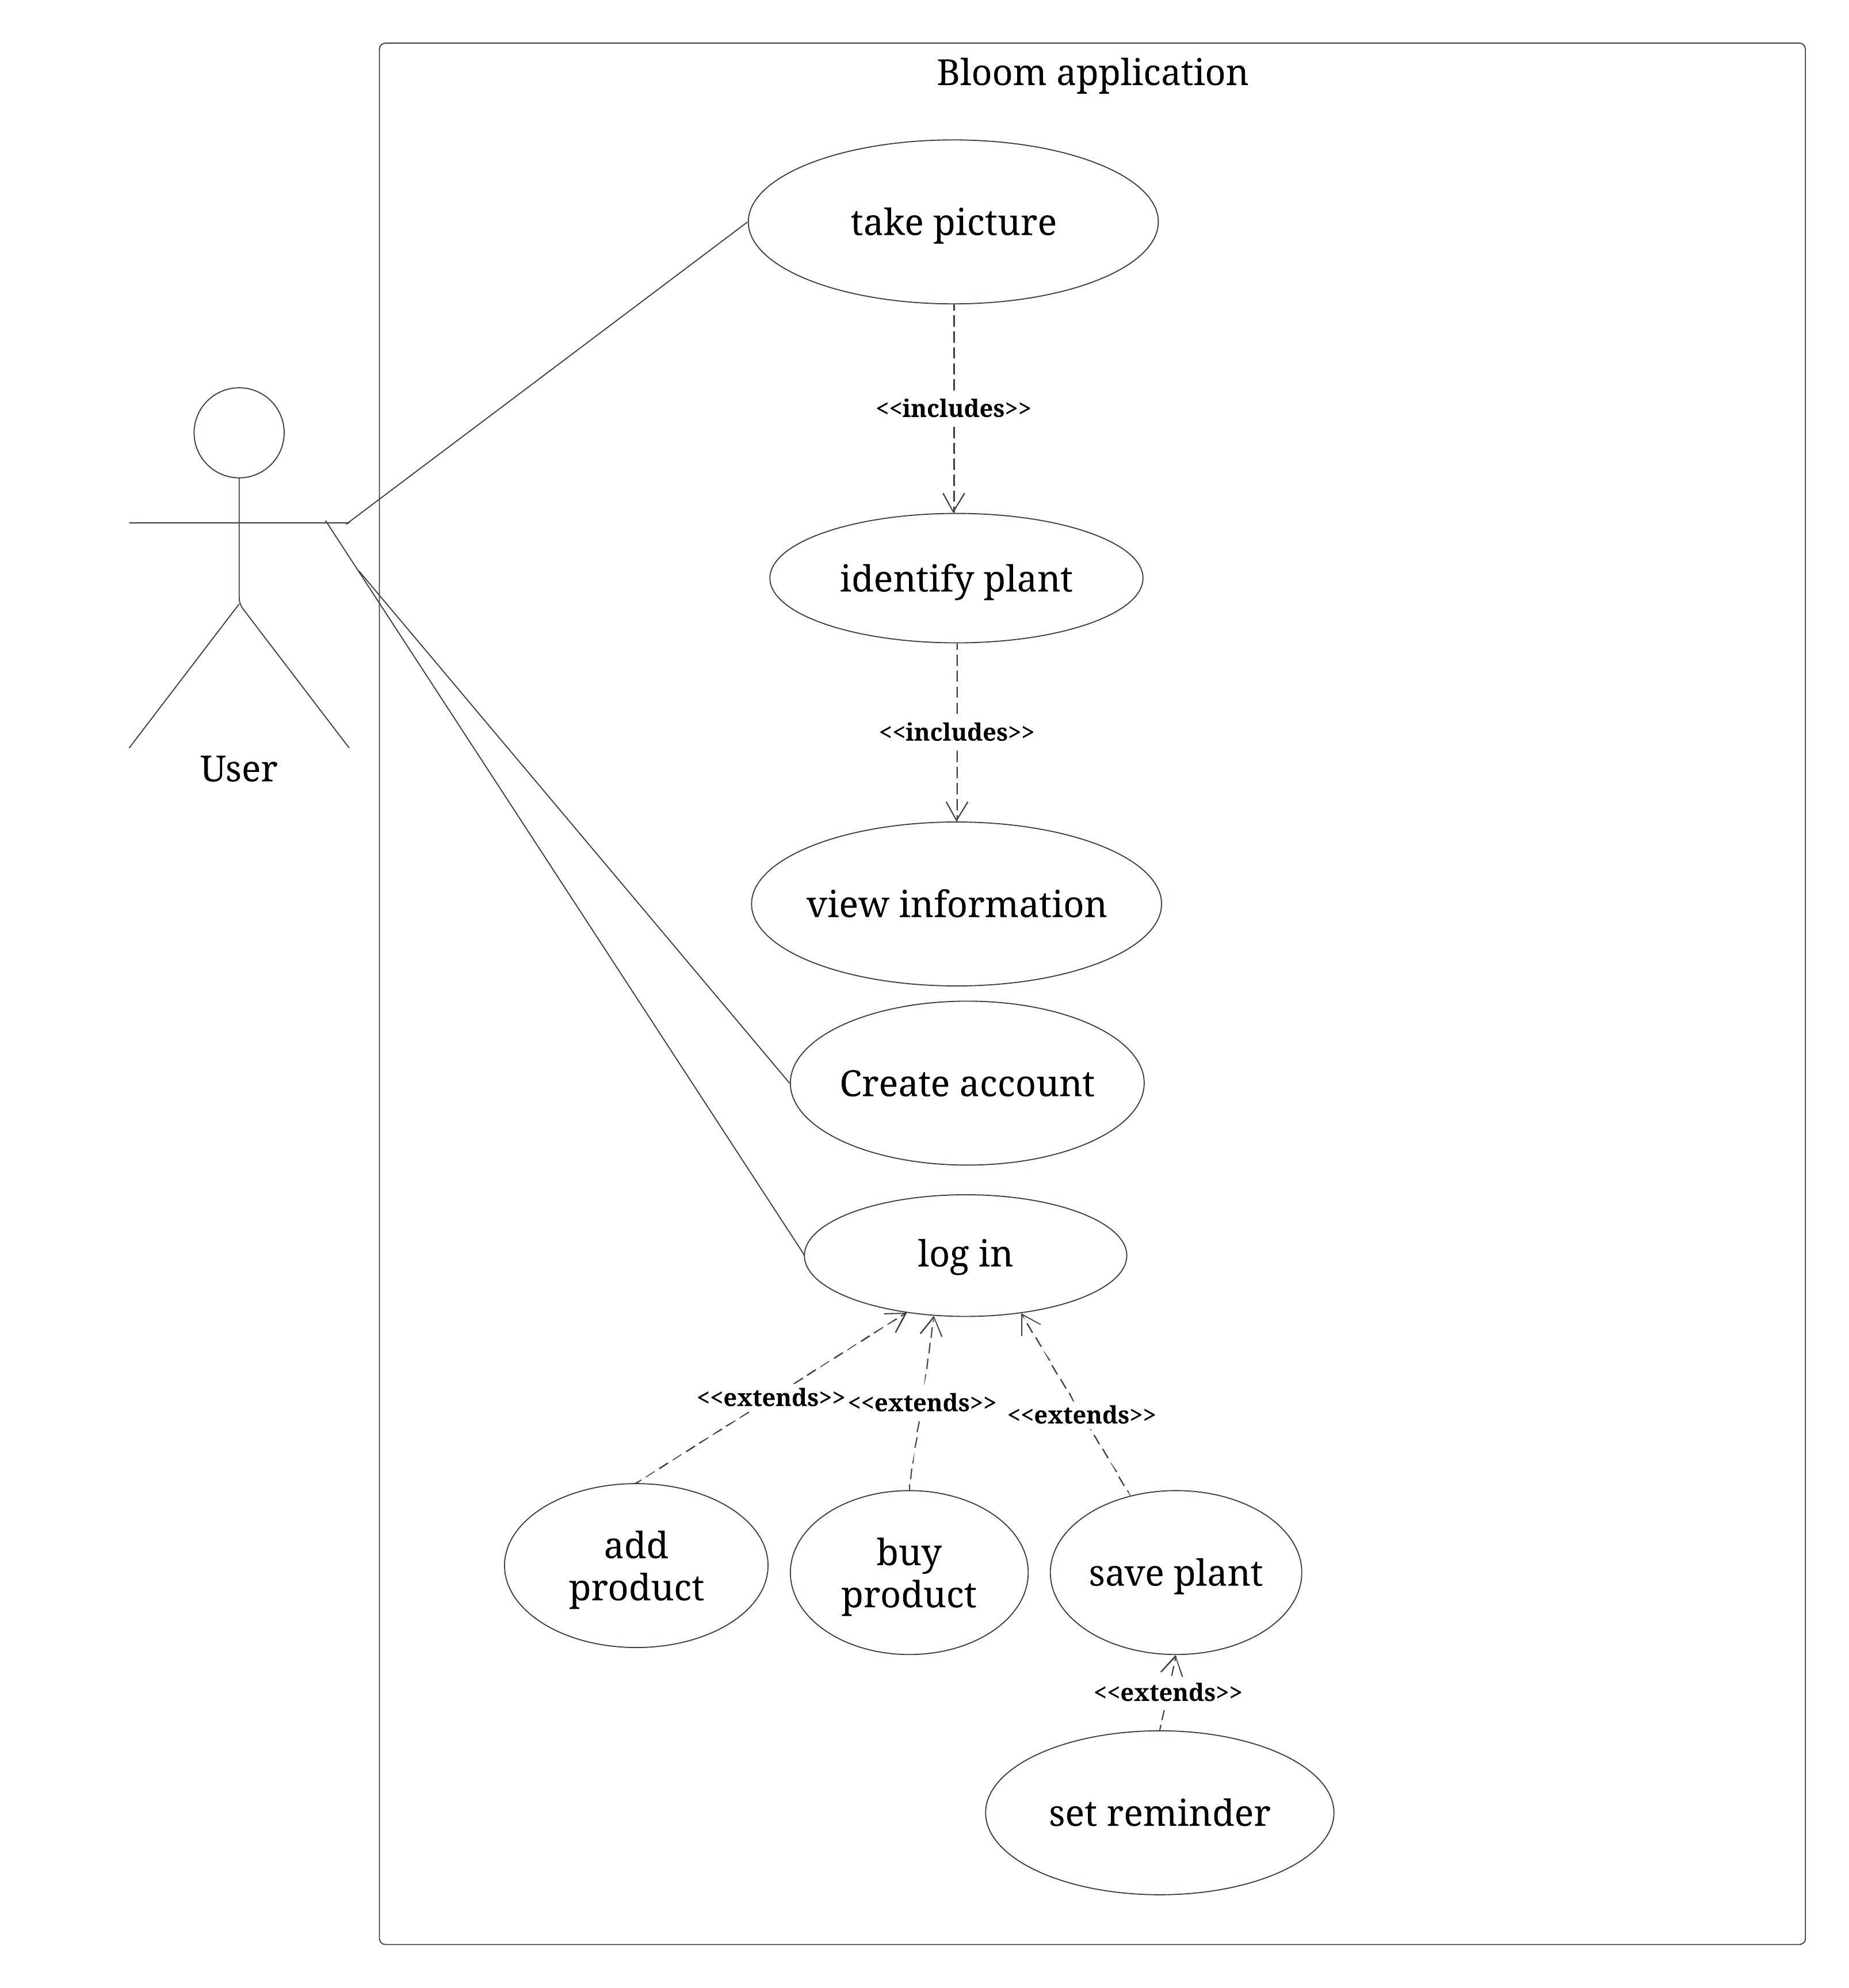 Bloom application
take picture
<<includes>>
identify plant
<<includes>>
User
view information
Create account
log in
<<extends>>
<<extends>>
<<extends>>
add
product
buy
product
save plant
<<extends>>
set reminder